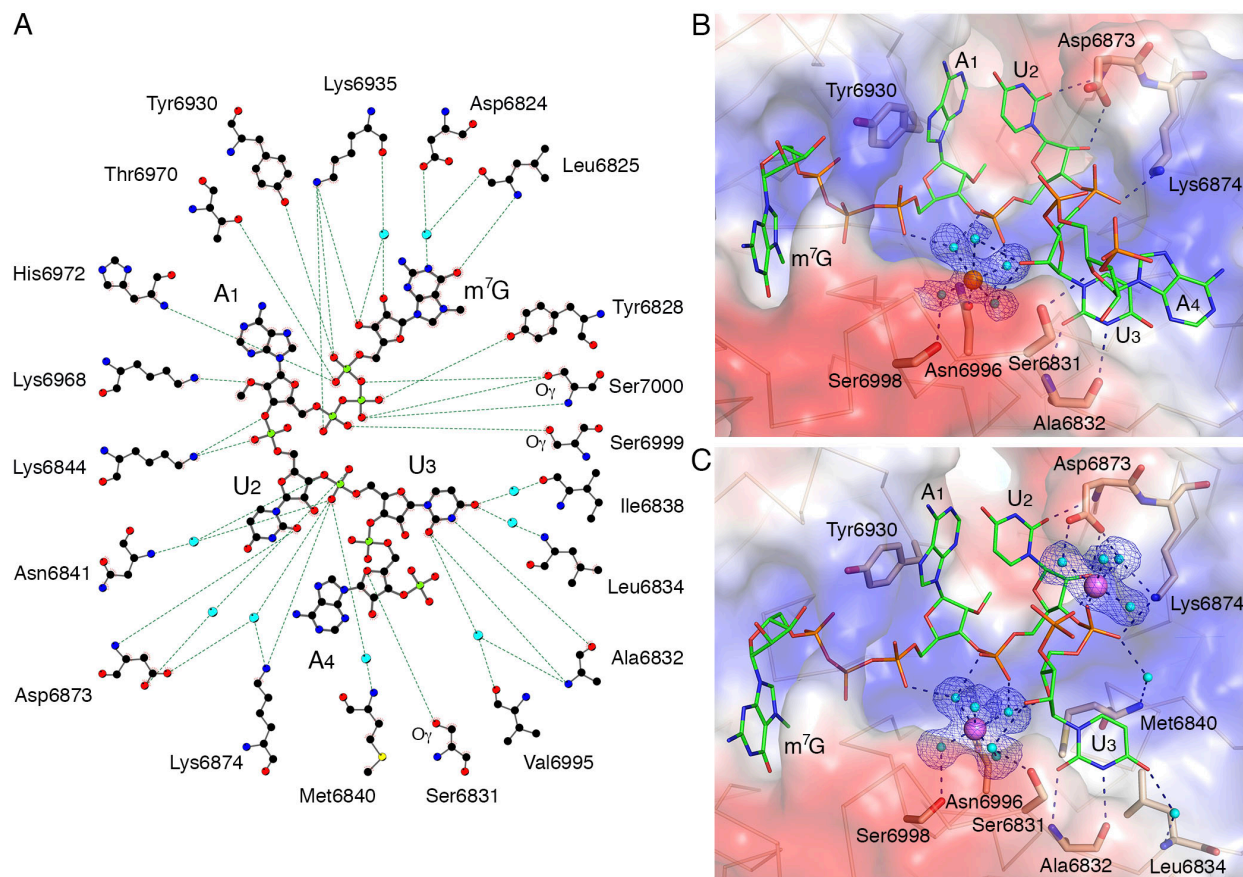 A
Lys6935
Tyr6930
Asp6824
Thr6970
Leu6825
His6972
A1
m⁷G
Tyr6828
Lys6968
Oγ
Ser7000
Oγ
Ser6999
Lys6844
U2
U3
Ile6838
Asn6841
Leu6834
A4
Ala6832
Asp6873
Oγ
Lys6874
Met6840
Ser6831
Val6995
B
Asp6873
A1
U2
Tyr6930
Lys6874
m⁷G
A4
U3
Ser6998
Asn6996
Ser6831
Ala6832
C
Asp6873
A1
U2
Tyr6930
Lys6874
Met6840
m⁷G
U3
Asn6996
Ser6998
Ser6831
Ala6832
Leu6834